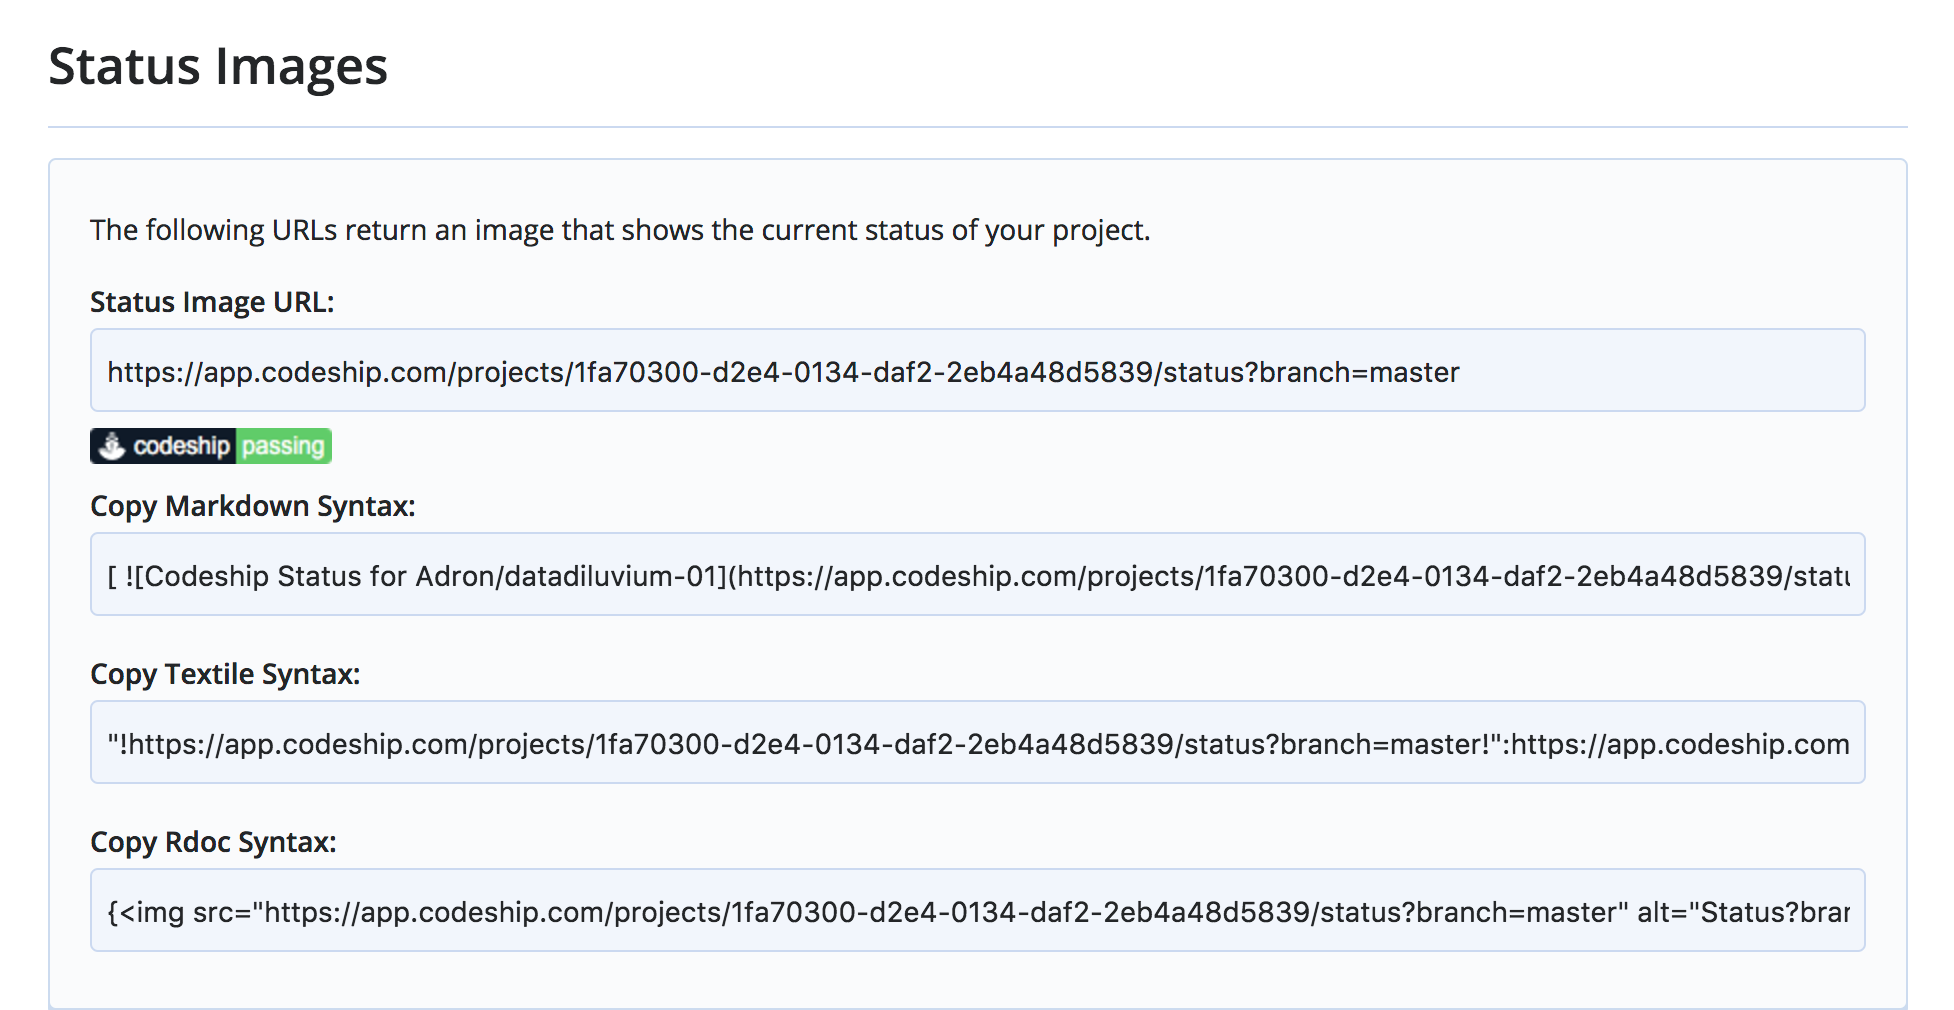 Status Images
The following URLs return an image that shows the current status of your project.
Status Image URL:
https://app.codeship.com/projects/1fa70300-d2e4-0134-daf2-2eb4a48d5839/status?branch=master
codeship passing
Copy Markdown Syntax:
[ ![Codeship Status for Adron/datadiluvium-01](https://app.codeship.com/projects/1fa70300-d2e4-0134-daf2-2eb4a48d5839/statu
Copy Textile Syntax:
"!https://app.codeship.com/projects/1fa70300-d2e4-0134-daf2-2eb4a48d5839/status?branch=master!":https://app.codeship.com
Copy Rdoc Syntax:
{<img src="https://app.codeship.com/projects/1fa70300-d2e4-0134-daf2-2eb4a48d5839/status?branch=master" alt="Status?bran